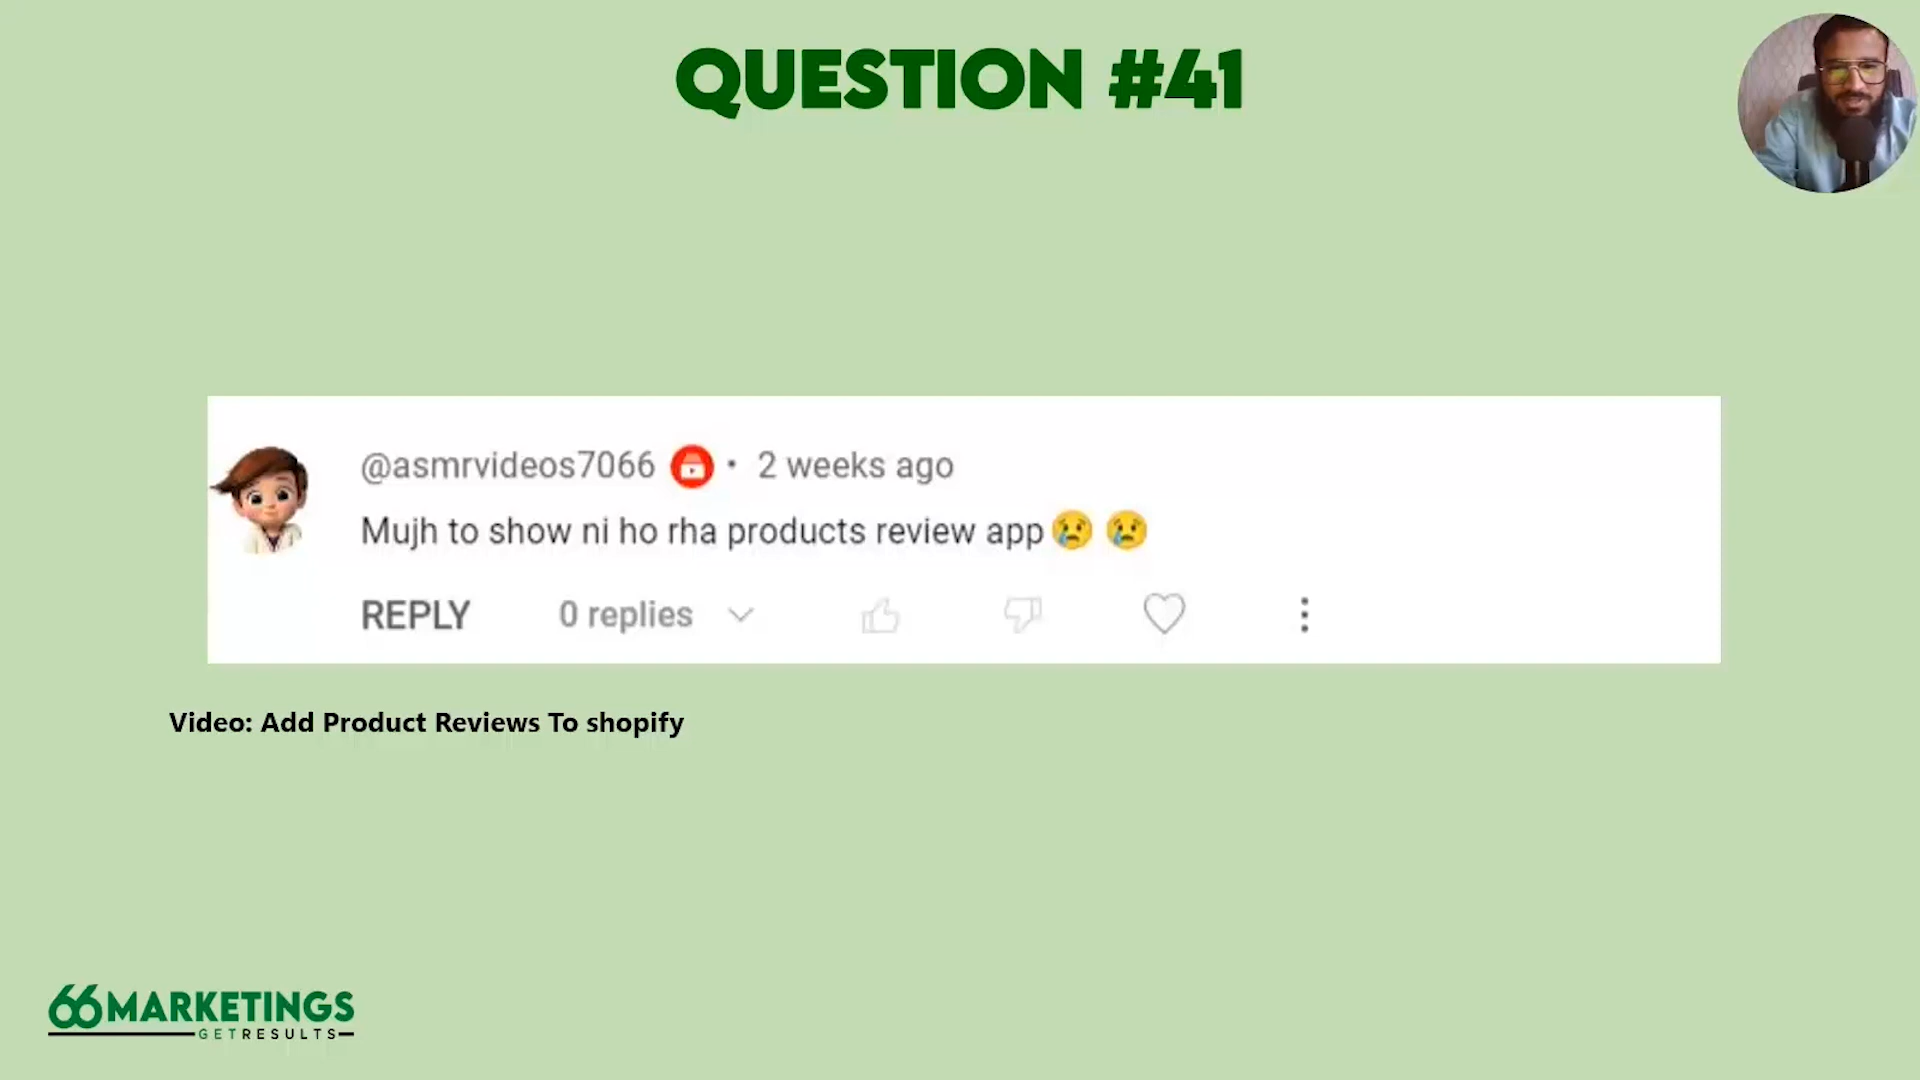 QUESTION #41
@asmrvideos7066 • 2 weeks ago
Mujh to show ni ho rha products review app😢😢
REPLY 0 replies
Video: Add Product Reviews To shopify
66MARKETINGS
GETRESULTS